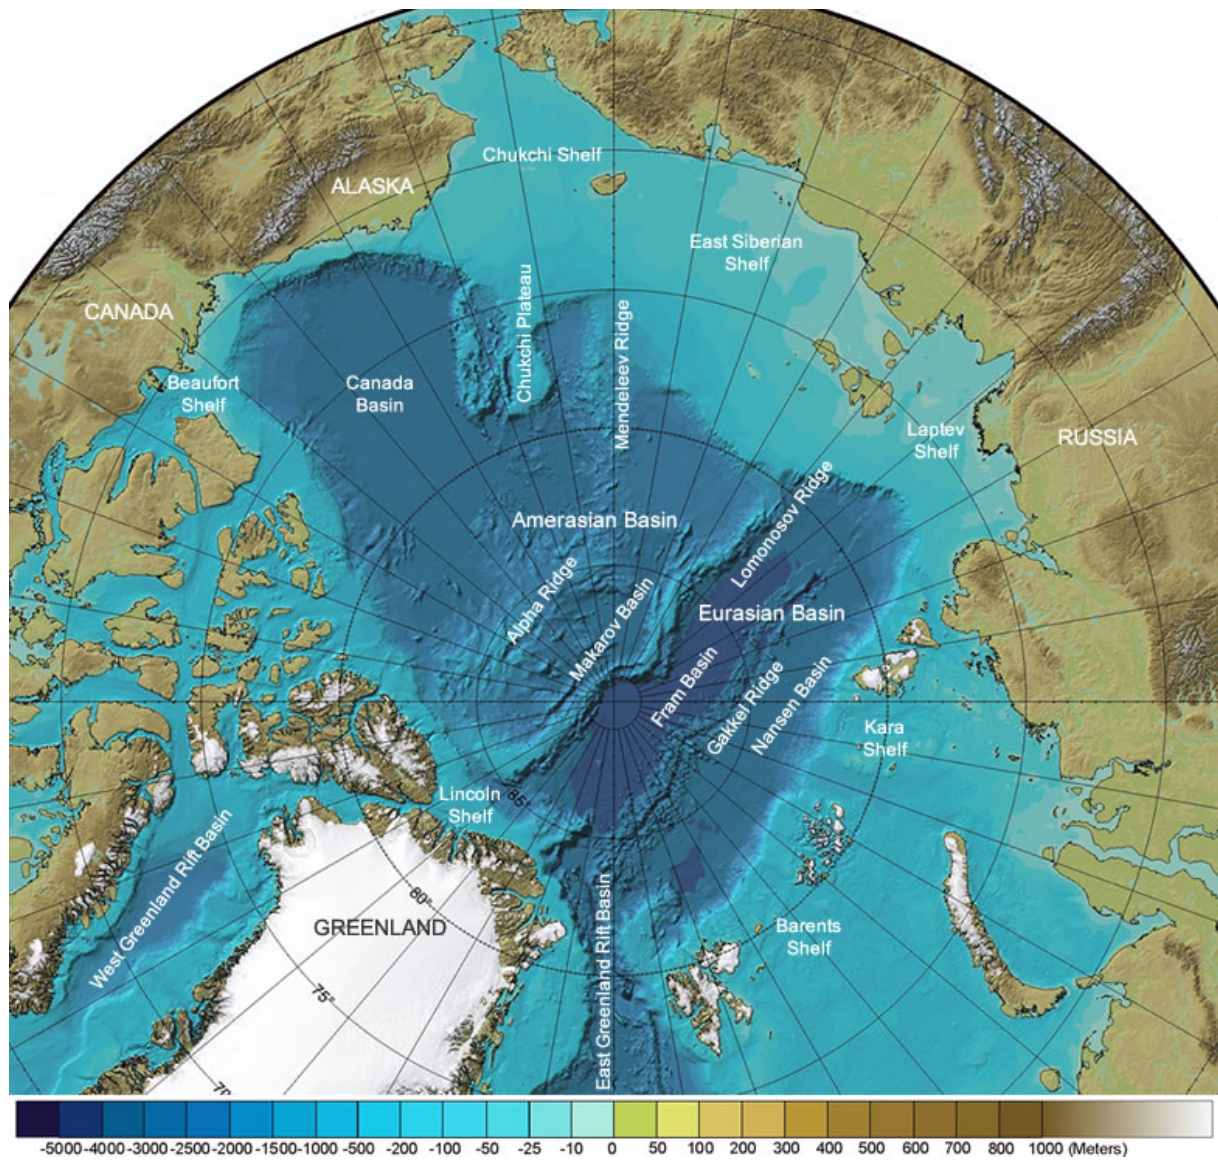 Chukchi Shelf
ALASKA
East Siberian
Shelf
CANADA
Chukchi Plateau
Mendeleev Ridge
Beaufort
Shelf
Canada
Basin
Laptev
Shelf
RUSSIA
Lomonosov Ridge
Amerasian Basin
Alpha Ridge
Makarov Basin
Eurasian Basin
Fram Basin
Gakkel Ridge
Nansen Basin
Kara
Shelf
Lincoln
Shelf
85°
West Greenland Rift Basin
80°
GREENLAND
East Greenland Rift Basin
Barents
Shelf
75°
70
-5000 -4000 -3000 -2500 -2000 -1500 -1000 -500 -200 -100 -50 -25 -10 0 50 100 200 300 400 500 600 700 800 1000 (Meters)